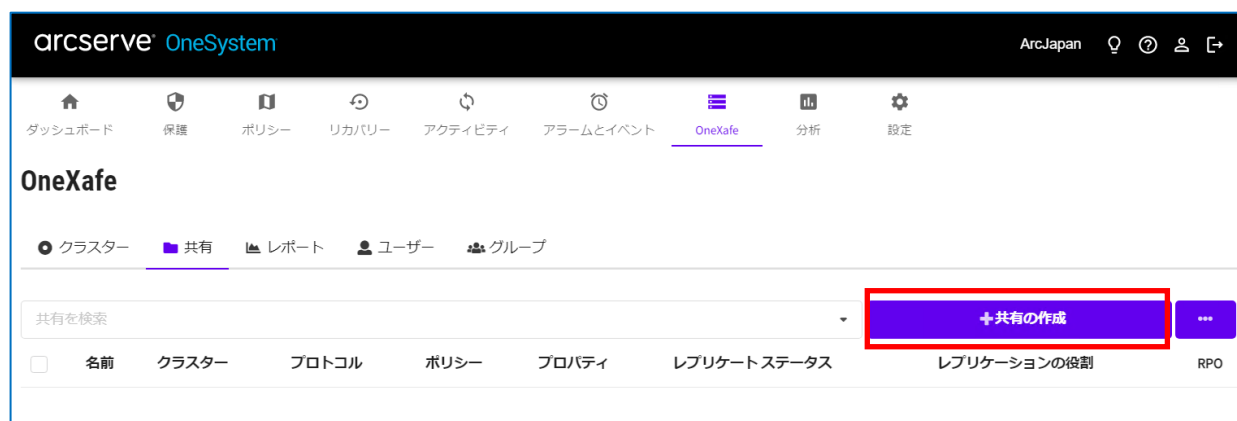 arcserve® OneSystem
ArcJapan
ダッシュボード 保護 ポリシー リカバリー アクティビティ アラームとイベント OneXafe 分析 設定
OneXafe
クラスター 共有 レポート ユーザー グループ
共有を検索 +共有の作成 •••
名前 クラスター プロトコル ポリシー プロパティ レプリケート ステータス レプリケーションの役割 RPO